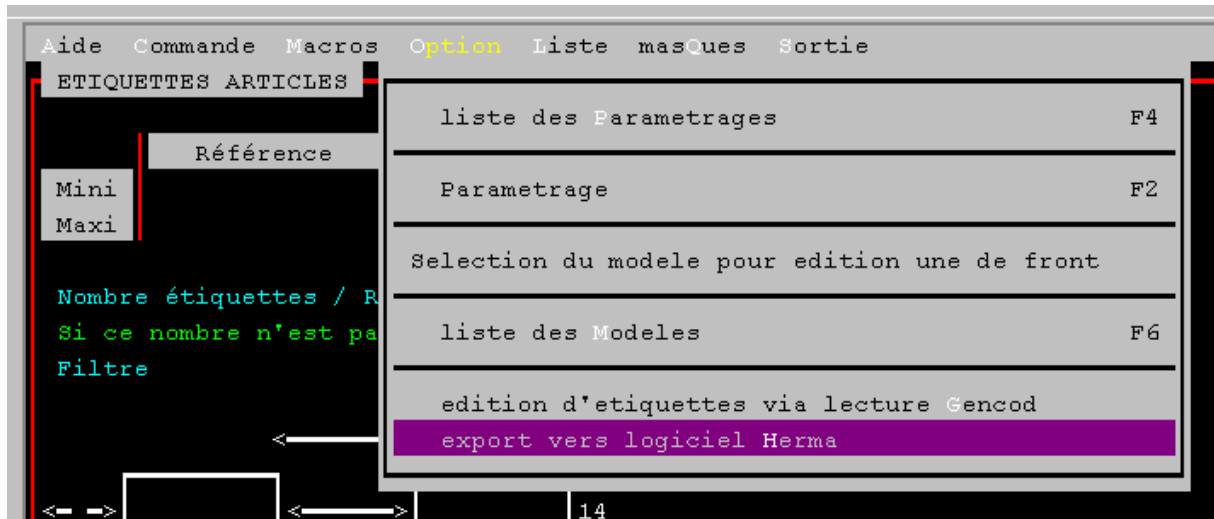 Aide Commande Macros Option Liste masQues Sortie
ETIQUETTES ARTICLES
liste des Parametrages F4
Référence
Mini
Parametrage F2
Maxi
Selection du modele pour edition une de front
Nombre étiquettes / R
Si ce nombre n'est pa
liste des Modeles F6
Filtre
edition d'etiquettes via lecture Gencod
export vers logiciel Herma
14